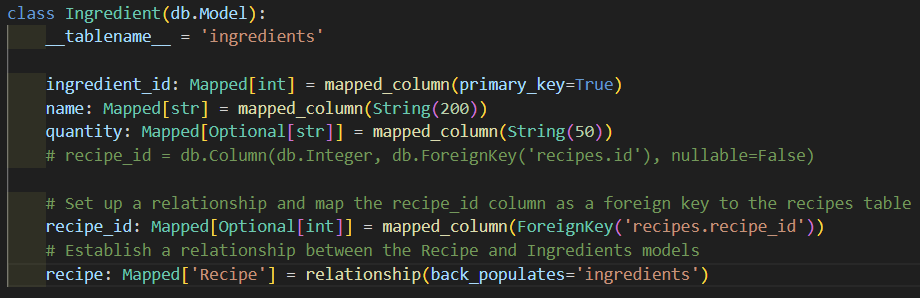 class Ingredient(db.Model):
    __tablename__ = 'ingredients'

    ingredient_id: Mapped[int] = mapped_column(primary_key=True)
    name: Mapped[str] = mapped_column(String(200))
    quantity: Mapped[Optional[str]] = mapped_column(String(50))
    # recipe_id = db.Column(db.Integer, db.ForeignKey('recipes.id'), nullable=False)

    # Set up a relationship and map the recipe_id column as a foreign key to the recipes table
    recipe_id: Mapped[Optional[int]] = mapped_column(ForeignKey('recipes.recipe_id'))
    # Establish a relationship between the Recipe and Ingredients models
    recipe: Mapped['Recipe'] = relationship(back_populates='ingredients')